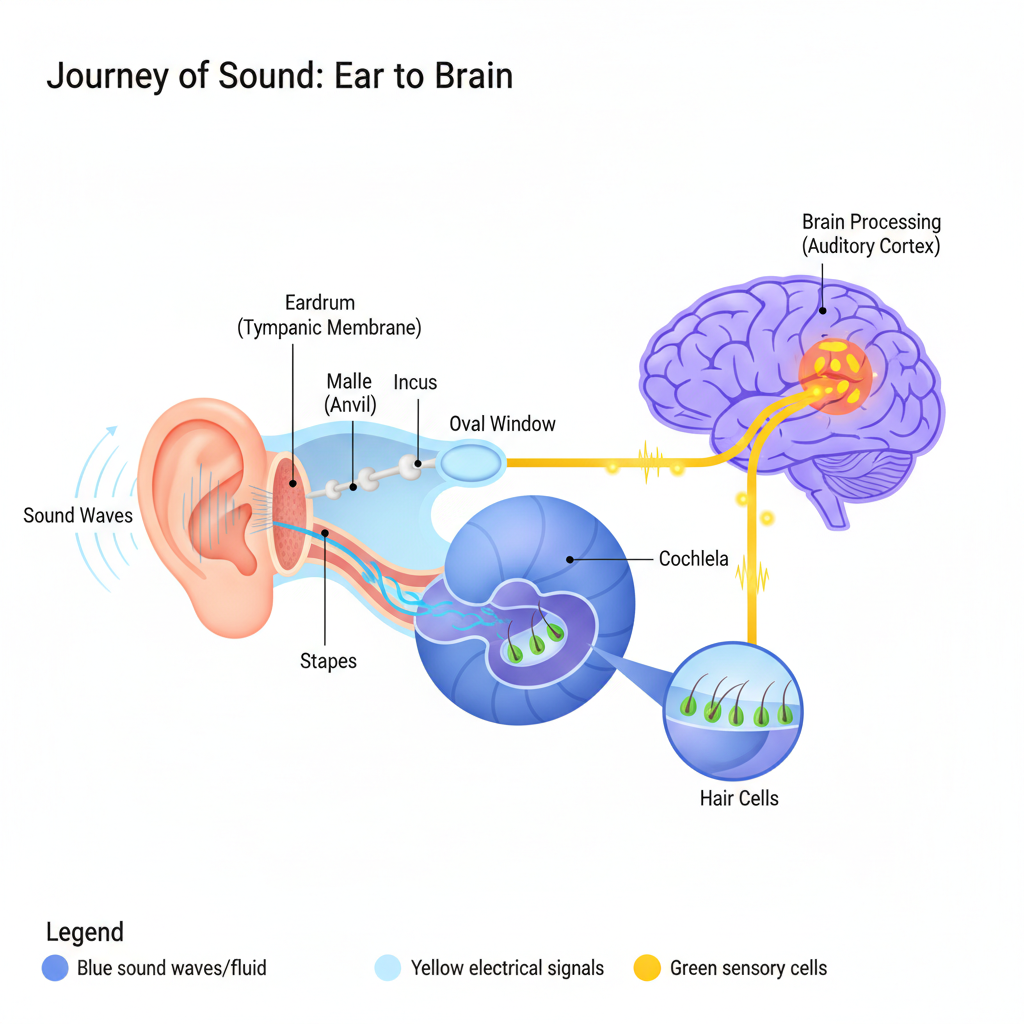 Journey of Sound: Ear to Brain
Brain Processing
(Auditory Cortex)
Eardrum
(Tympanic Membrane)
Malle
(Anvil)
Incus
Oval Window
Sound Waves
Cochlela
Stapes
Hair Cells
Legend
Blue sound waves/fluid
Yellow electrical signals
Green sensory cells